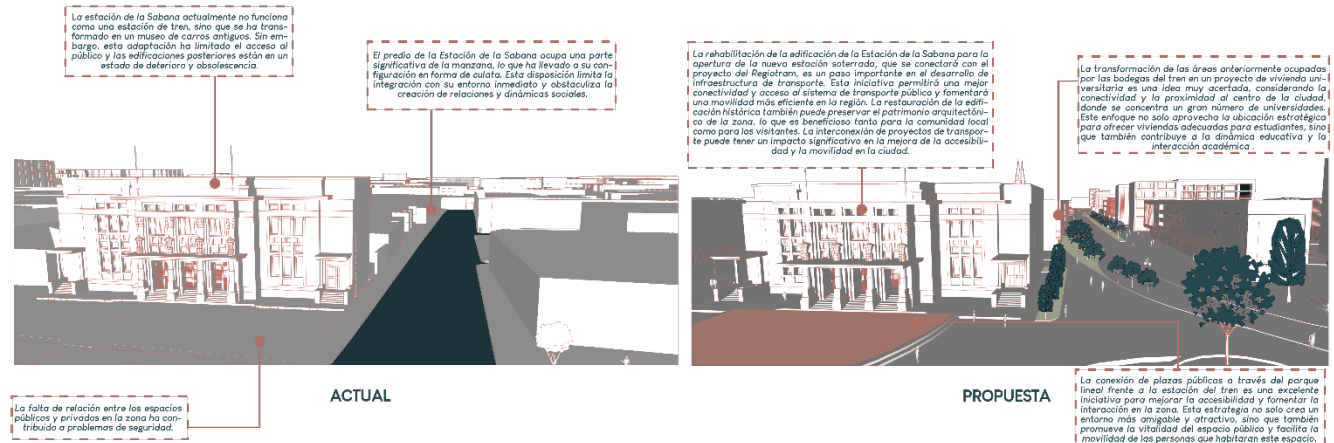 La estación de la Sabana actualmente no funciona
como una estación de tren, sino que se ha trans-
formado en un museo de carros antiguos. Sin em-
bargo, esta adaptación ha limitado el acceso al
público y las edificaciones posteriores están en un
estado de deterioro y obsolescencia.
El predio de la Estación de la Sabana ocupa una parte
significativa de la manzana, lo que ha llevado a su con-
figuración en forma de culata. Esta disposición limita la
integración con su entorno inmediato y obstaculiza la
creación de relaciones y dinámicas sociales.
La falta de relación entre los espacios
públicos y privados en la zona ha con-
tribuido a problemas de seguridad.
ACTUAL
La rehabilitación de la edificación de la Estación de la Sabana para la
apertura de la nueva estación soterrada, que se conectará con el
proyecto del Regiotram, es un paso importante en el desarrollo de
infraestructura de transporte. Esta iniciativa permitirá una mejor
conectividad y acceso al sistema de transporte público y fomentará
una movilidad más eficiente en la región. La restauración de la edifi-
cación histórica también puede preservar el patrimonio arquitectóni-
co de la zona, lo que es beneficioso tanto para la comunidad local
como para los visitantes. La interconexión de proyectos de transpor-
te puede tener un impacto significativo en la mejora de la accesibili-
dad y la movilidad en la ciudad.
La transformación de las áreas anteriormente ocupadas
por las bodegas del tren en un proyecto de vivienda uni-
versitaria es una idea muy acertada, considerando la
conectividad y la proximidad al centro de la ciudad,
donde se concentra un gran número de universidades.
Este enfoque no solo aprovecha la ubicación estratégica
para ofrecer viviendas adecuadas para estudiantes, sino
que también contribuye a la dinámica educativa y la
interacción académica .
PROPUESTA
La conexión de plazas públicas a través del parque
lineal frente a la estación del tren es una excelente
iniciativa para mejorar la accesibilidad y fomentar la
interacción en la zona. Esta estrategia no solo crea un
entorno más amigable y atractivo, sino que también
promueve la vitalidad del espacio público y facilita la
movilidad de las personas que habitaran este espacio.